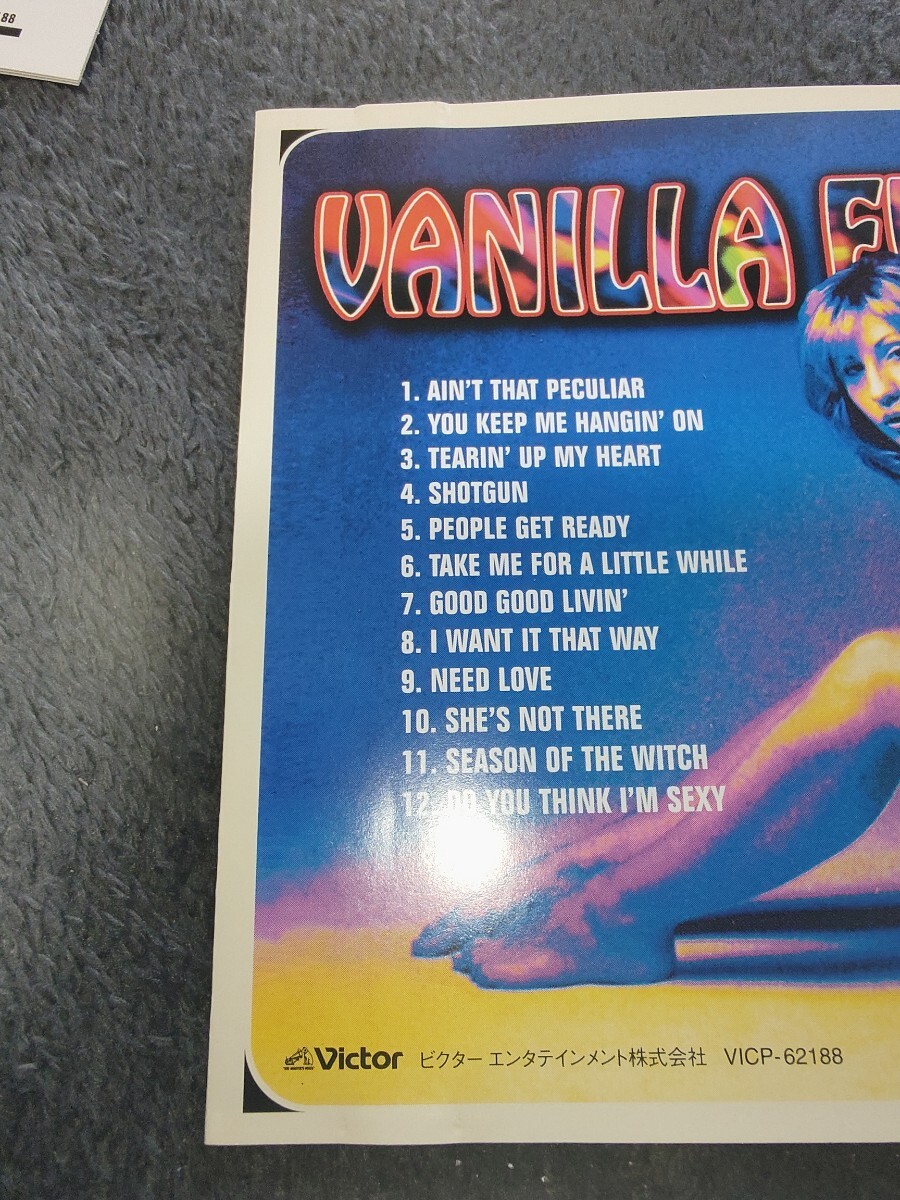 188
VANILLA F
1. AIN'T THAT PECULIAR
2. YOU KEEP ME HANGIN' ON
3. TEARIN' UP MY HEART
4. SHOTGUN
5. PEOPLE GET READY
6. TAKE ME FOR A LITTLE WHILE
7. GOOD GOOD LIVIN'
8. I WANT IT THAT WAY
9. NEED LOVE
10. SHE'S NOT THERE
11. SEASON OF THE WITCH
12. DO YOU THINK I'M SEXY
Victor ビクター エンタテインメント株式会社 VICP-62188